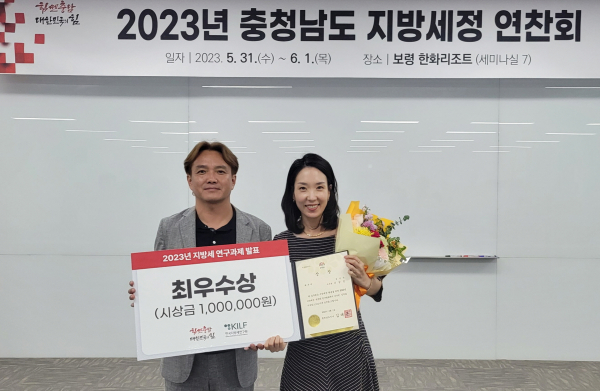 힘쎈충남
대한민국의 힘
2023년 충청남도 지방세정 연찬회
일자 | 2023. 5. 31.(수) ~ 6. 1.(목) 장소 | 보령 한화리조트 (세미나실 7)
2023년 지방세 연구과제 발표
최우수상
(시상금 1,000,000원)
힘쎈충남
대한민국의 힘
KILF
상장